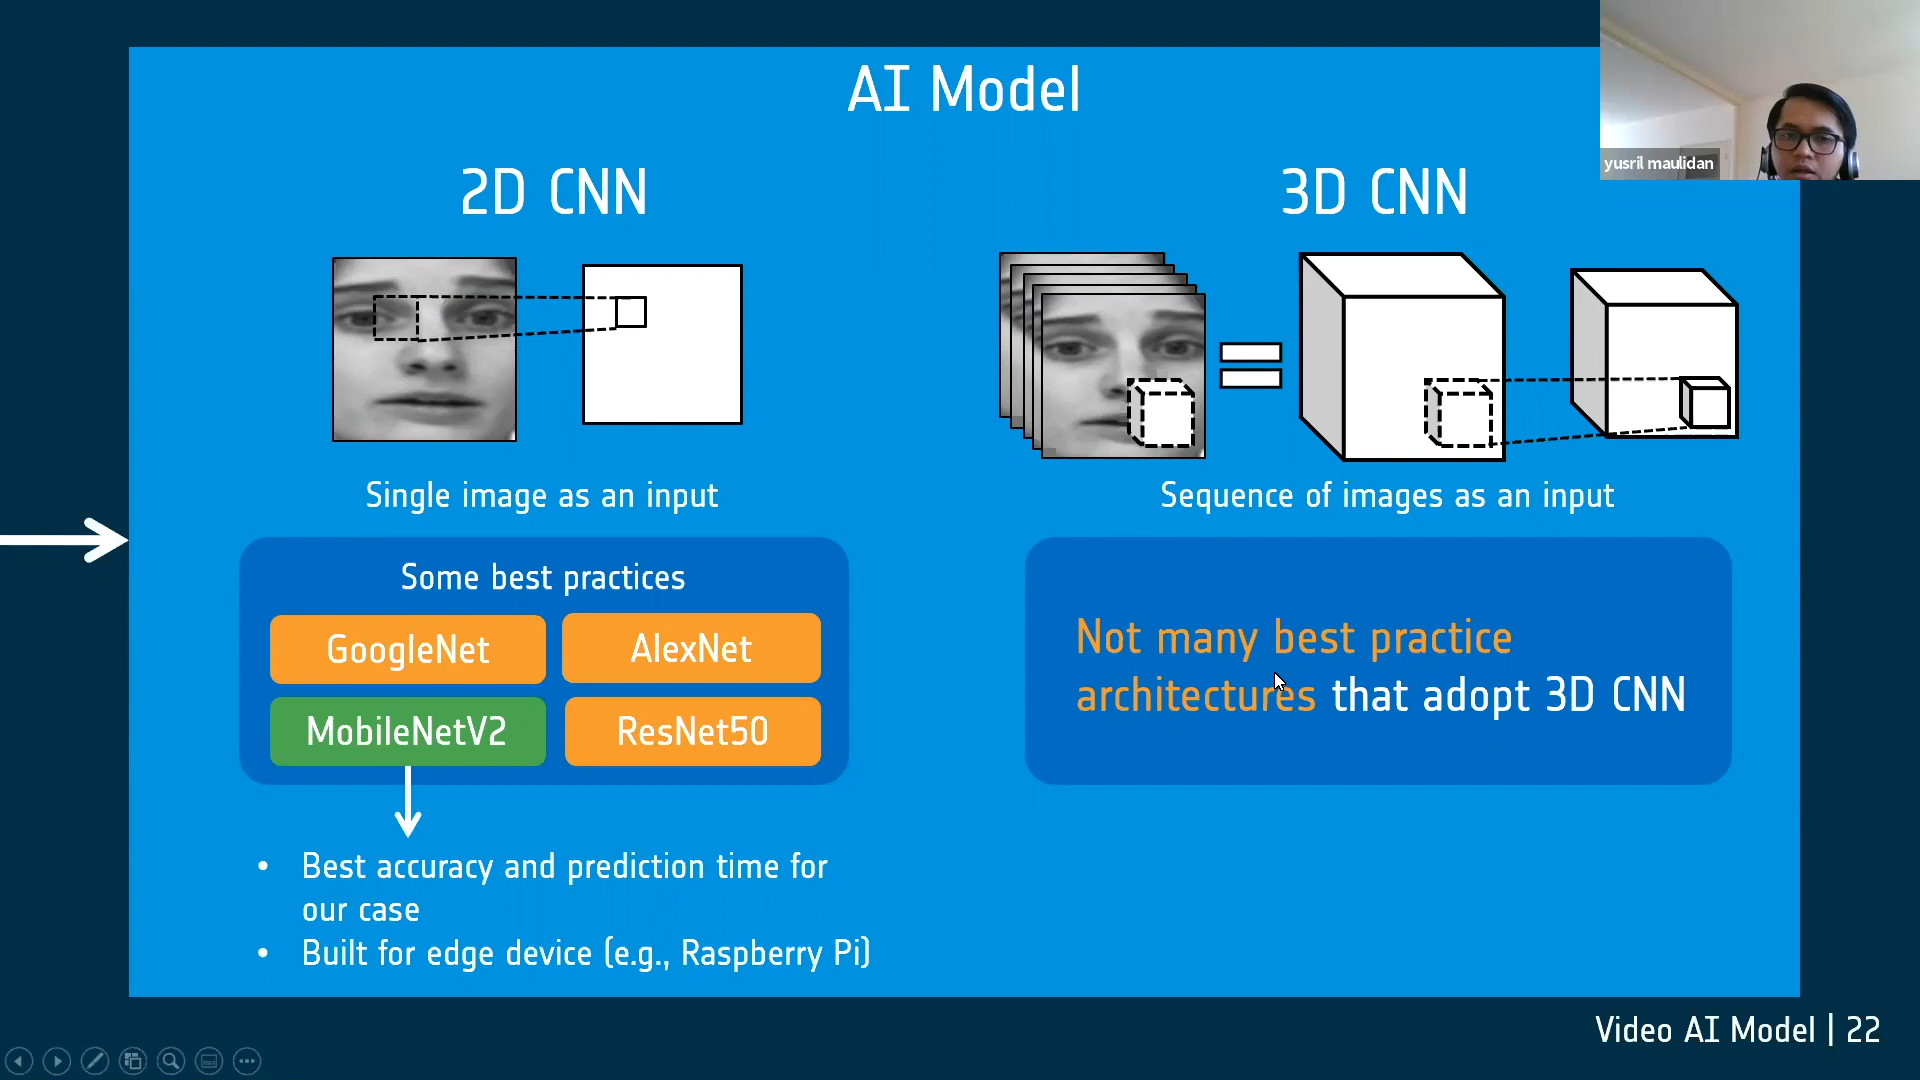 AI Model
yusril maulidan
2D CNN
3D CNN
Single image as an input
Sequence of images as an input
Some best practices
GoogleNet
AlexNet
MobileNetV2
ResNet50
Not many best practice
architectures that adopt 3D CNN
• Best accuracy and prediction time for
our case
• Built for edge device (e.g., Raspberry Pi)
Video AI Model | 22